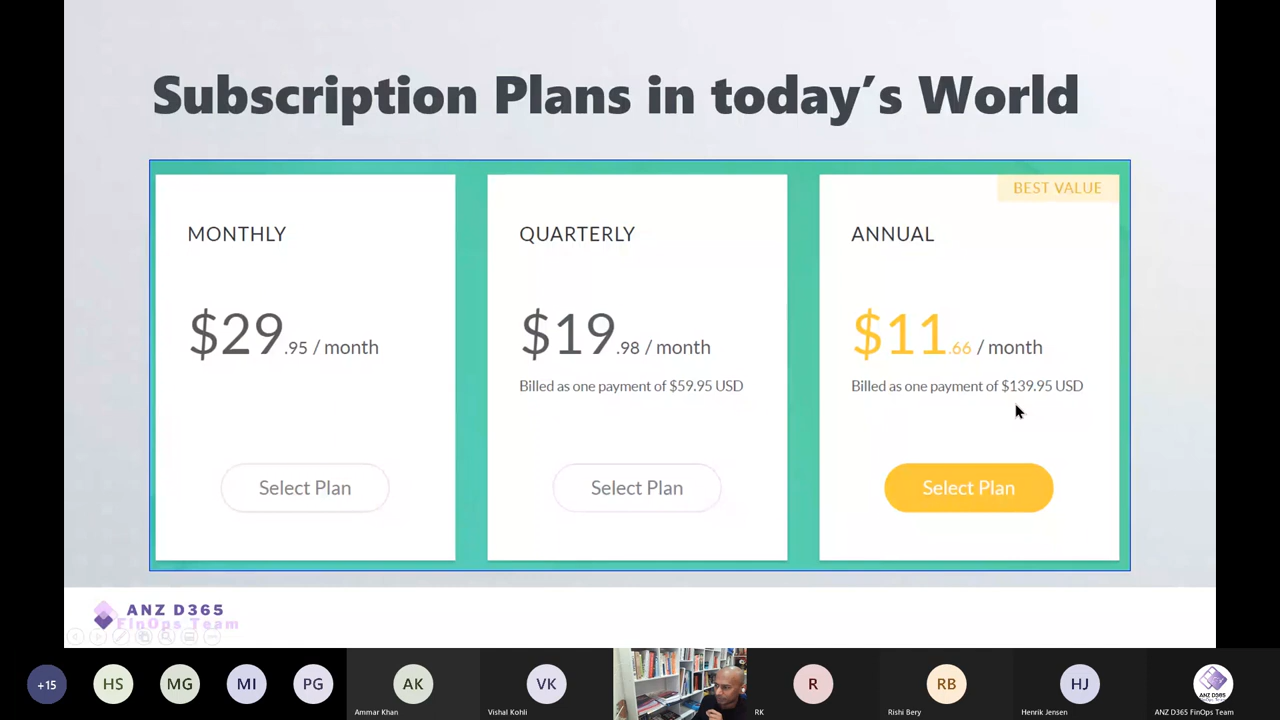 Subscription Plans in today's World
BEST VALUE
MONTHLY
QUARTERLY
ANNUAL
$29.95 / month
$19.98 / month
$11.66 / month
Billed as one payment of $59.95 USD
Billed as one payment of $139.95 USD
Select Plan
Select Plan
Select Plan
ANZ D365
FinOps Team
+15
HS
MG
MI
PG
AK
Ammar Khan
VK
Vishal Kohli
R
RK
RB
Rishi Bery
HJ
Henrik Jensen
ANZ D365
ANZ D365 FinOps Team